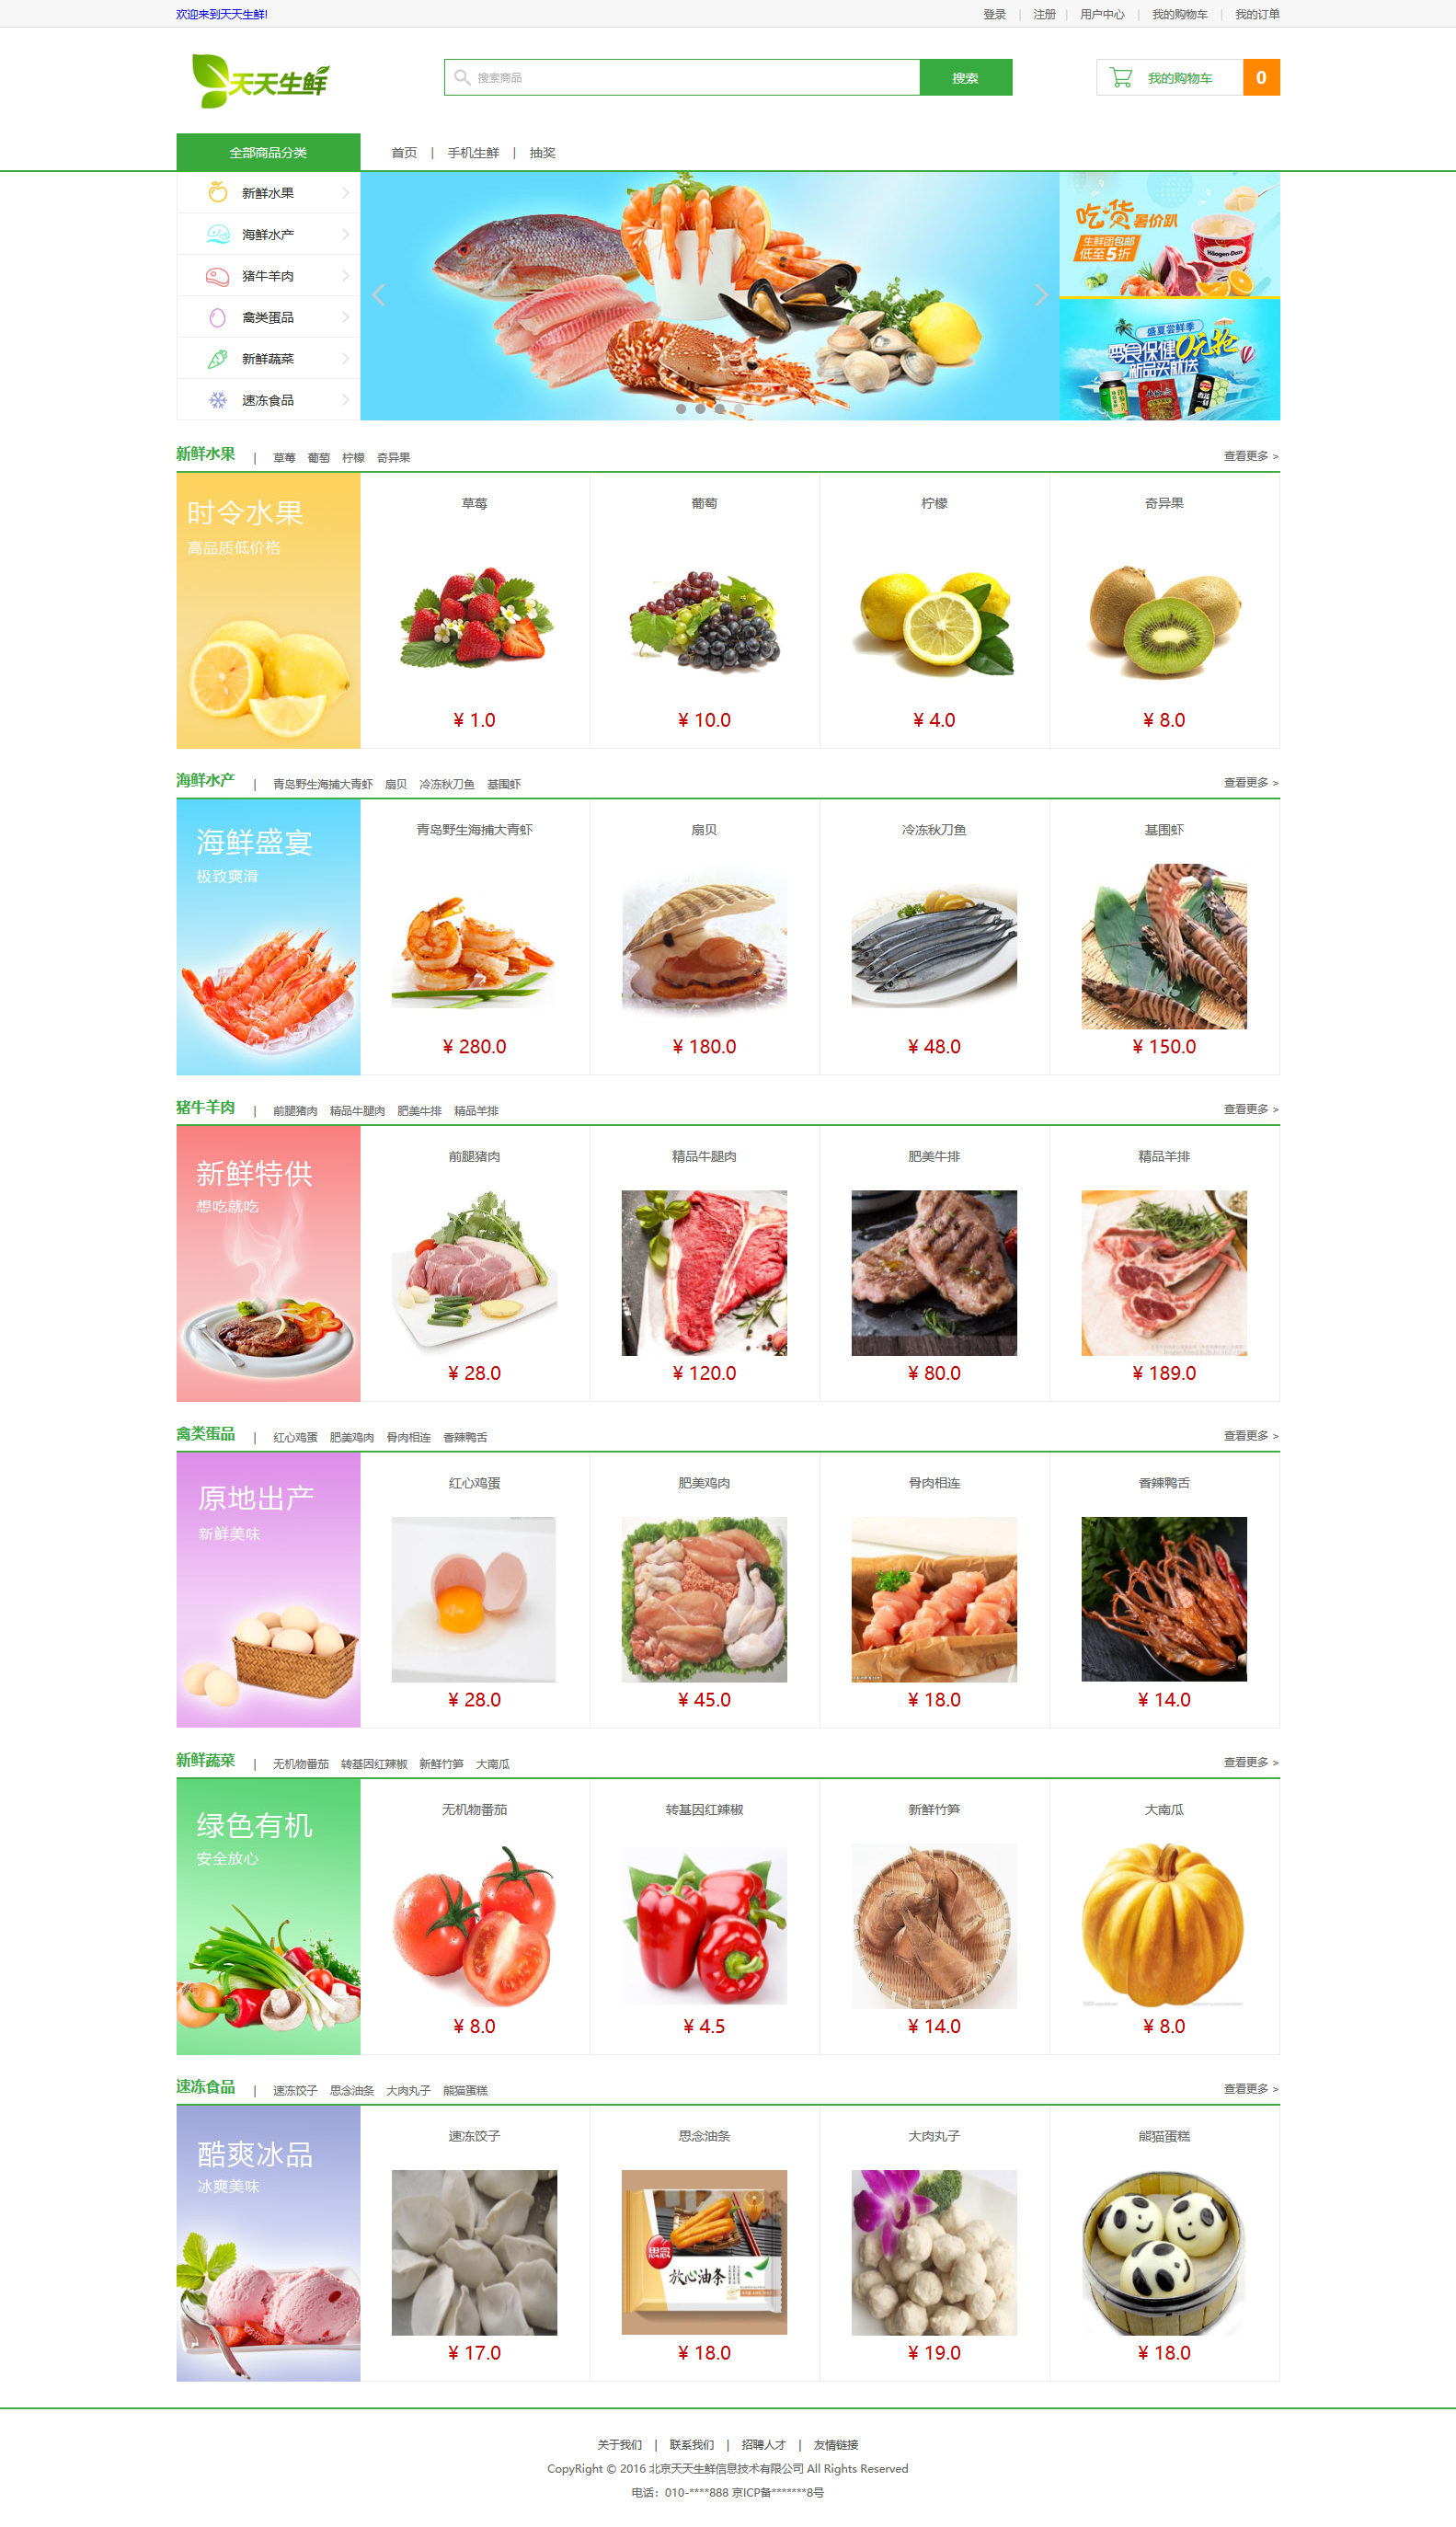 欢迎来到天天生鲜!
登录 | 注册 | 用户中心 | 我的购物车 | 我的订单
天天生鲜
搜索商品 搜索
我的购物车 0
全部商品分类 首页 | 手机生鲜 | 抽奖
新鲜水果
海鲜水产
猪牛羊肉
禽类蛋品
新鲜蔬菜
速冻食品
吃货暑价趴
生鲜团包邮
低至5折
Häagen-Dazs
盛夏尝鲜季
零食保健0元抢
新品买就送
新鲜水果 | 草莓 葡萄 柠檬 奇异果 查看更多 >
时令水果
高品质低价格
草莓 葡萄 柠檬 奇异果
¥ 1.0 ¥ 10.0 ¥ 4.0 ¥ 8.0
海鲜水产 | 青岛野生海捕大青虾 扇贝 冷冻秋刀鱼 基围虾 查看更多 >
海鲜盛宴
极致爽滑
青岛野生海捕大青虾 扇贝 冷冻秋刀鱼 基围虾
¥ 280.0 ¥ 180.0 ¥ 48.0 ¥ 150.0
猪牛羊肉 | 前腿猪肉 精品牛腿肉 肥美牛排 精品羊排 查看更多 >
新鲜特供
想吃就吃
前腿猪肉 精品牛腿肉 肥美牛排 精品羊排
¥ 28.0 ¥ 120.0 ¥ 80.0 ¥ 189.0
禽类蛋品 | 红心鸡蛋 肥美鸡肉 骨肉相连 香辣鸭舌 查看更多 >
原地出产
新鲜美味
红心鸡蛋 肥美鸡肉 骨肉相连 香辣鸭舌
¥ 28.0 ¥ 45.0 ¥ 18.0 ¥ 14.0
新鲜蔬菜 | 无机物番茄 转基因红辣椒 新鲜竹笋 大南瓜 查看更多 >
绿色有机
安全放心
无机物番茄 转基因红辣椒 新鲜竹笋 大南瓜
¥ 8.0 ¥ 4.5 ¥ 14.0 ¥ 8.0
速冻食品 | 速冻饺子 思念油条 大肉丸子 熊猫蛋糕 查看更多 >
酷爽冰品
冰爽美味
速冻饺子 思念油条 大肉丸子 熊猫蛋糕
思念
放心油条
¥ 17.0 ¥ 18.0 ¥ 19.0 ¥ 18.0
关于我们 | 联系我们 | 招聘人才 | 友情链接
CopyRight © 2016 北京天天生鲜信息技术有限公司 All Rights Reserved
电话：010-****888 京ICP备*******8号